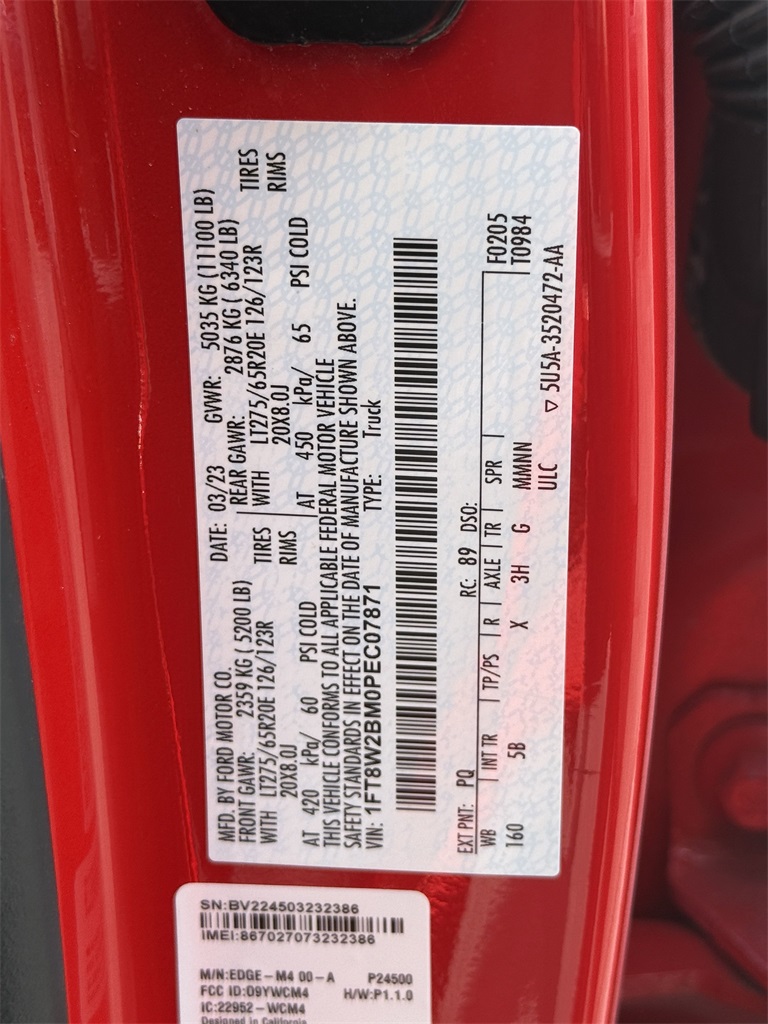 MFD. BY FORD MOTOR CO.
DATE: 03/23 GVWR: 5035 KG (11100 LB)
FRONT GAWR: 2359 KG ( 5200 LB) REAR GAWR: 2876 KG ( 6340 LB)
WITH LT275/65R20E 126/123R TIRES WITH LT275/65R20E 126/123R TIRES
20X8.0J RIMS 20X8.0J RIMS
AT 420 kPa/ 60 PSI COLD AT 450 kPa/ 65 PSI COLD
THIS VEHICLE CONFORMS TO ALL APPLICABLE FEDERAL MOTOR VEHICLE
SAFETY STANDARDS IN EFFECT ON THE DATE OF MANUFACTURE SHOWN ABOVE.
VIN: 1FT8W2BM0PEC07871 TYPE: Truck
EXT PNT: PQ RC: 89 DSO:
WB INT TR TP/PS R AXLE TR SPR F0205
160 5B X 3H G MMNN T0984
ULC
▽ 5U5A-3520472-AA
SN:BV224503232386
IMEI:867027073232386
M/N:EDGE-M4 00-A P24500
FCC ID:O9YWCM4 H/W:P1.1.0
IC:22952-WCM4
Designed in California